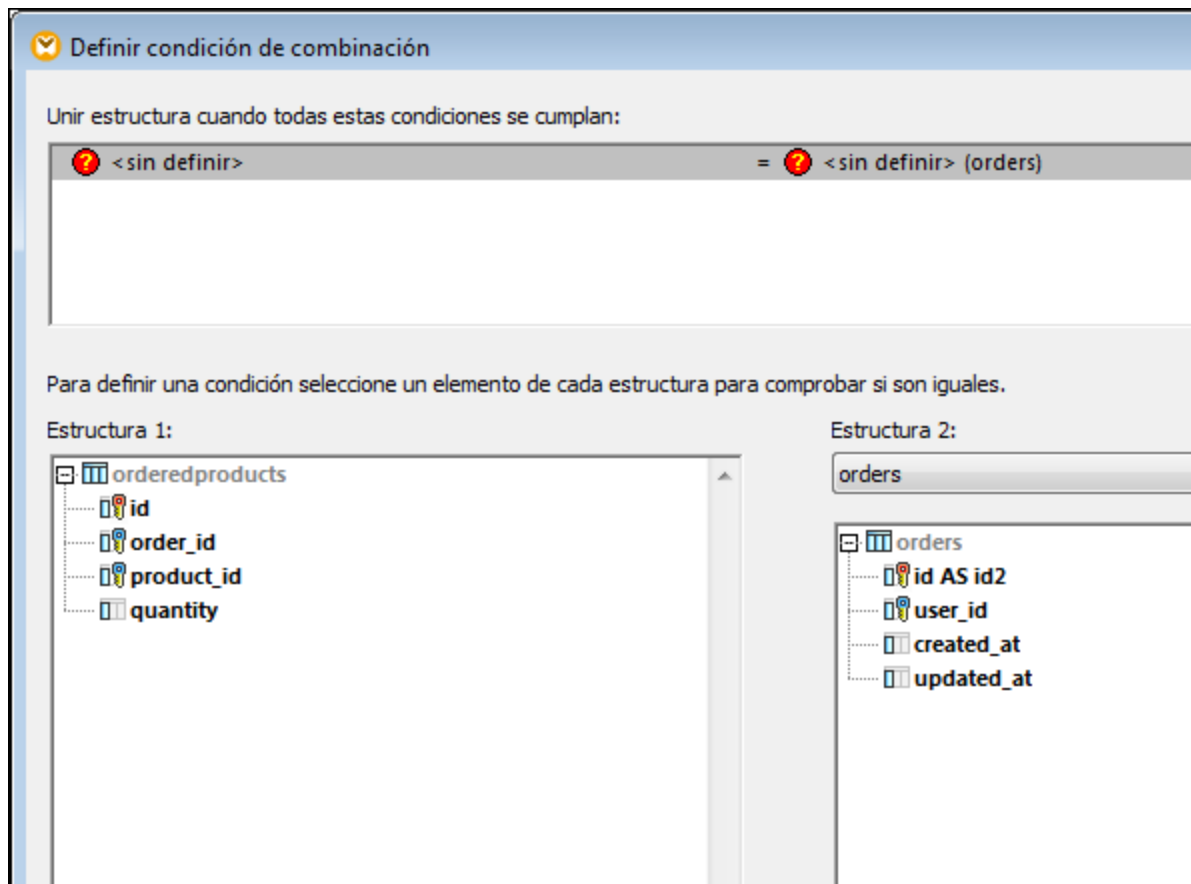 Definir condición de combinación
Unir estructura cuando todas estas condiciones se cumplan:
<sin definir> = <sin definir> (orders)
Para definir una condición seleccione un elemento de cada estructura para comprobar si son iguales.
Estructura 1:
orderedproducts
id
order_id
product_id
quantity
Estructura 2:
orders
orders
id AS id2
user_id
created_at
updated_at